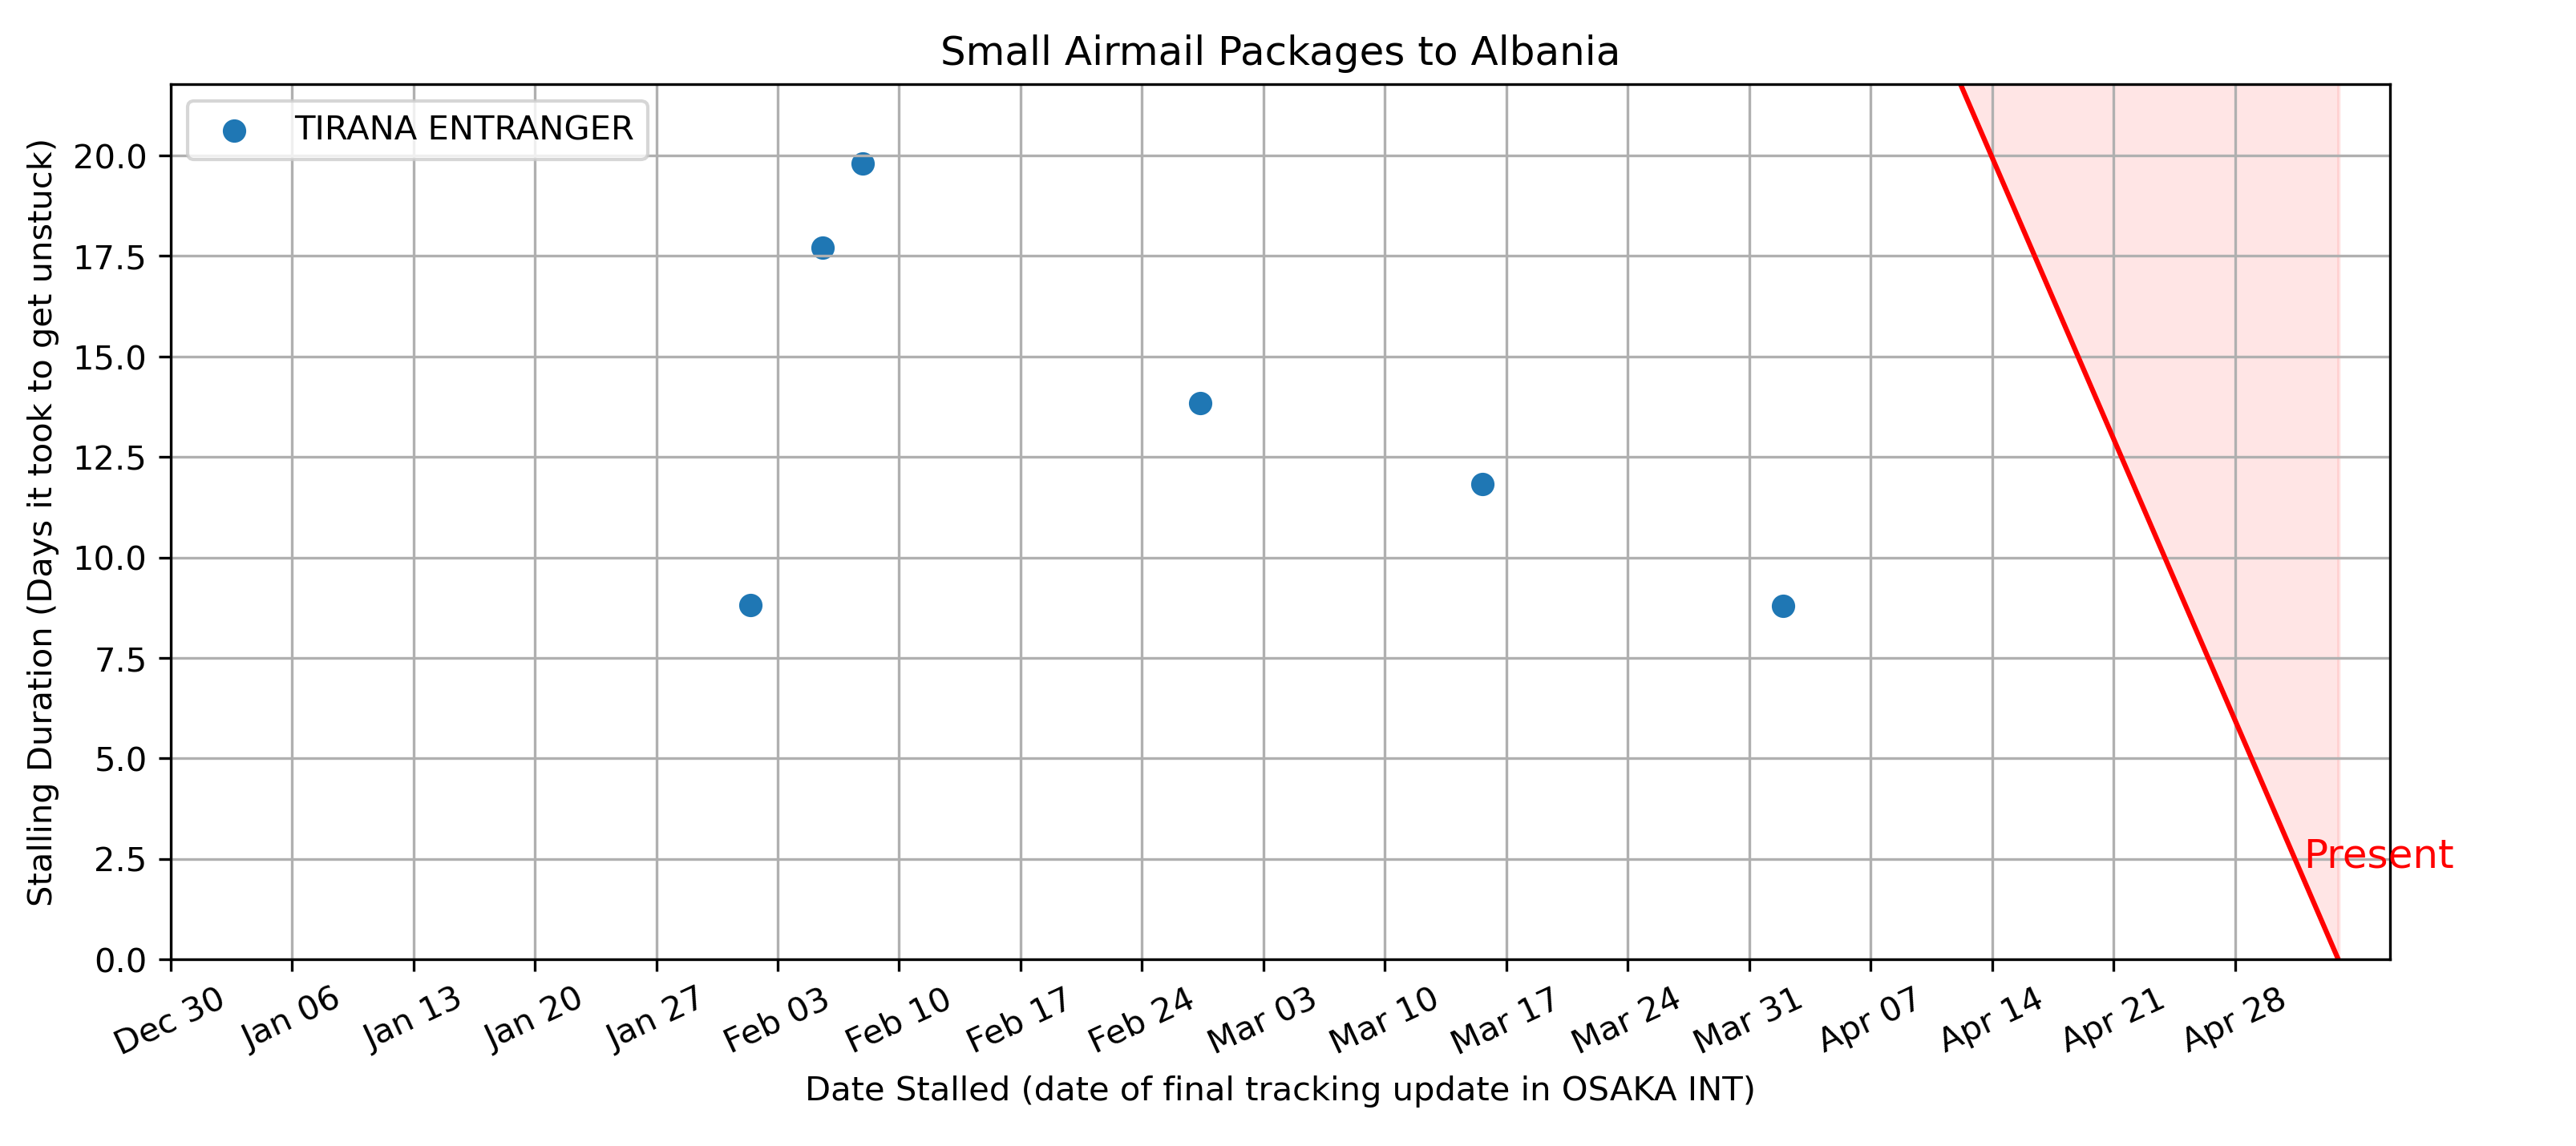 Small Airmail Packages to Albania
TIRANA ENTRANGER
Stalling Duration (Days it took to get unstuck)
20.0
17.5
15.0
12.5
10.0
7.5
5.0
2.5
0.0
Present
Dec 30
Jan 06
Jan 13
Jan 20
Jan 27
Feb 03
Feb 10
Feb 17
Feb 24
Mar 03
Mar 10
Mar 17
Mar 24
Mar 31
Apr 07
Apr 14
Apr 21
Apr 28
Date Stalled (date of final tracking update in OSAKA INT)